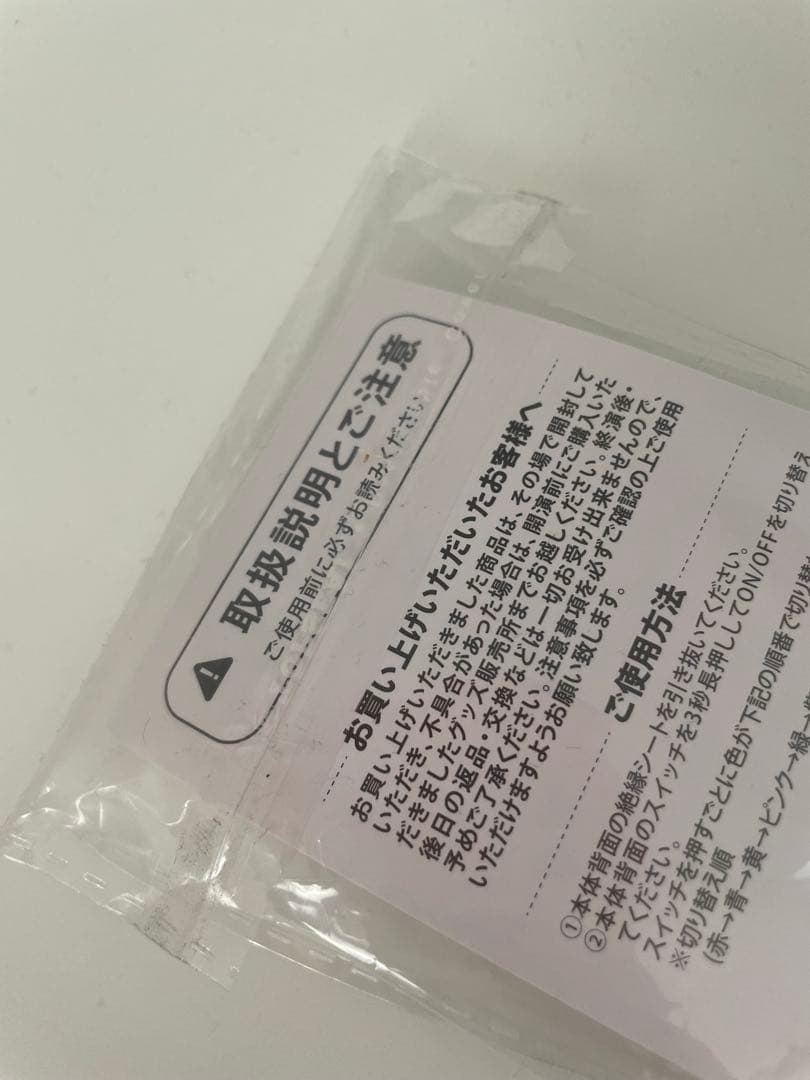 取扱説明とご注意
ご使用前に必ずお読みください
お買い上げいただいたお客様へ
お買い上げいただきました商品は、その場で開封して
いただき、不具合があった場合は、開演前にご購入いた
だきましたグッズ販売所までお越しください。終演後・
後日の返品・交換などは一切お受け出来ませんので、
予めご了承ください。注意事項を必ずご確認の上ご使用
いただけますようお願い致します。
ご使用方法
①本体背面の絶縁シートを引き抜いてください。
②本体背面のスイッチを3秒長押ししてON/OFFを切り替え
てください。
スイッチを押すごとに色が下記の順番で切り替
※切り替え順
(赤→青→黄→ピンク→緑→